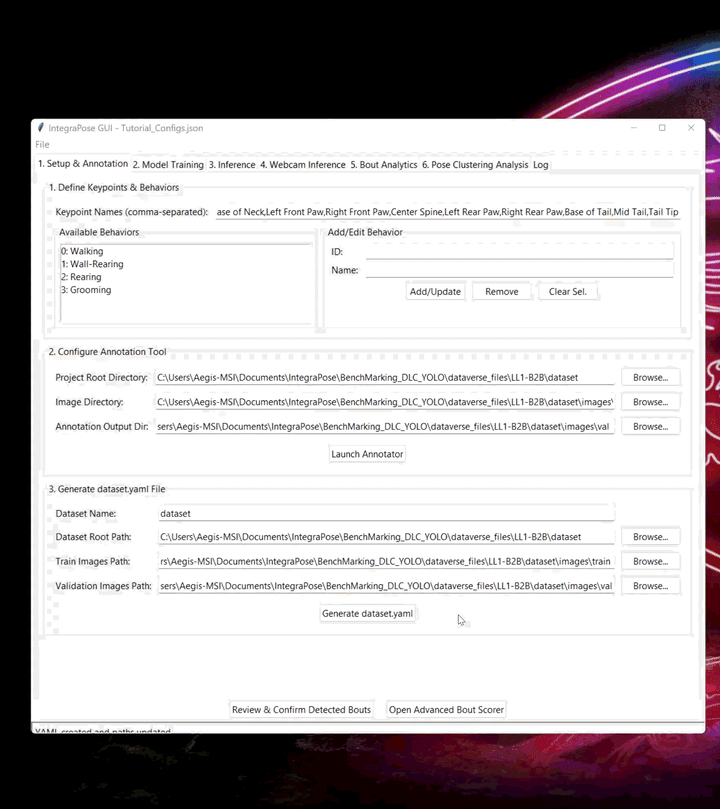 IntegraPose GUI - Tutorial_Configs.json
File
1. Setup & Annotation 2. Model Training 3. Inference 4. Webcam Inference 5. Bout Analytics 6. Pose Clustering Analysis Log
1. Define Keypoints & Behaviors
Keypoint Names (comma-separated): ase of Neck,Left Front Paw,Right Front Paw,Center Spine,Left Rear Paw,Right Rear Paw,Base of Tail,Mid Tail,Tail Tip
Available Behaviors
0: Walking
1: Wall-Rearing
2: Rearing
3: Grooming
Add/Edit Behavior
ID:
Name:
Add/Update Remove Clear Sel.
2. Configure Annotation Tool
Project Root Directory: C:\Users\Aegis-MSI\Documents\IntegraPose\BenchMarking_DLC_YOLO\dataverse_files\LL1-B2B\dataset Browse...
Image Directory: C:\Users\Aegis-MSI\Documents\IntegraPose\BenchMarking_DLC_YOLO\dataverse_files\LL1-B2B\dataset\images\ Browse...
Annotation Output Dir: sers\Aegis-MSI\Documents\IntegraPose\BenchMarking_DLC_YOLO\dataverse_files\LL1-B2B\dataset\images\val Browse...
Launch Annotator
3. Generate dataset.yaml File
Dataset Name: dataset
Dataset Root Path: C:\Users\Aegis-MSI\Documents\IntegraPose\BenchMarking_DLC_YOLO\dataverse_files\LL1-B2B\dataset Browse...
Train Images Path: rs\Aegis-MSI\Documents\IntegraPose\BenchMarking_DLC_YOLO\dataverse_files\LL1-B2B\dataset\images\train Browse...
Validation Images Path: sers\Aegis-MSI\Documents\IntegraPose\BenchMarking_DLC_YOLO\dataverse_files\LL1-B2B\dataset\images\val Browse...
Generate dataset.yaml
Review & Confirm Detected Bouts Open Advanced Bout Scorer
YAML created and paths updated